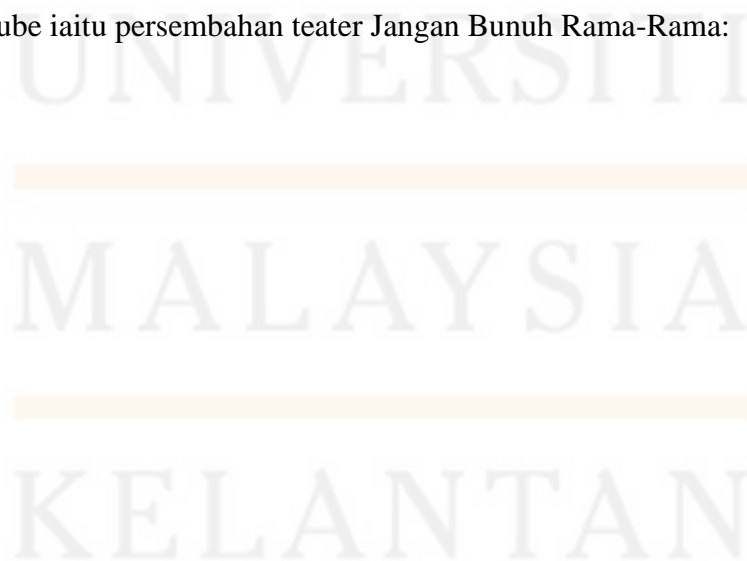 ube iaitu persembahan teater Jangan Bunuh Rama-Rama:
UNIVERSITI
MALAYSIA
KELANTAN